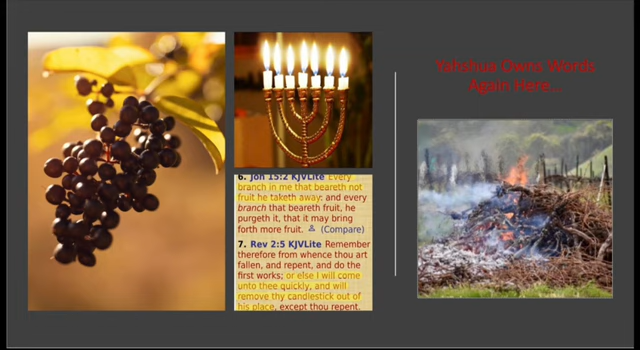 Yahshua Owns Words
Again Here...
6. Joh 15:2 KJVLite Every
branch in me that beareth not
fruit he taketh away: and every
branch that beareth fruit, he
purgeth it, that it may bring
forth more fruit. (Compare)
7. Rev 2:5 KJVLite Remember
therefore from whence thou art
fallen, and repent, and do the
first works; or else I will come
unto thee quickly, and will
remove thy candlestick out of
his place, except thou repent.